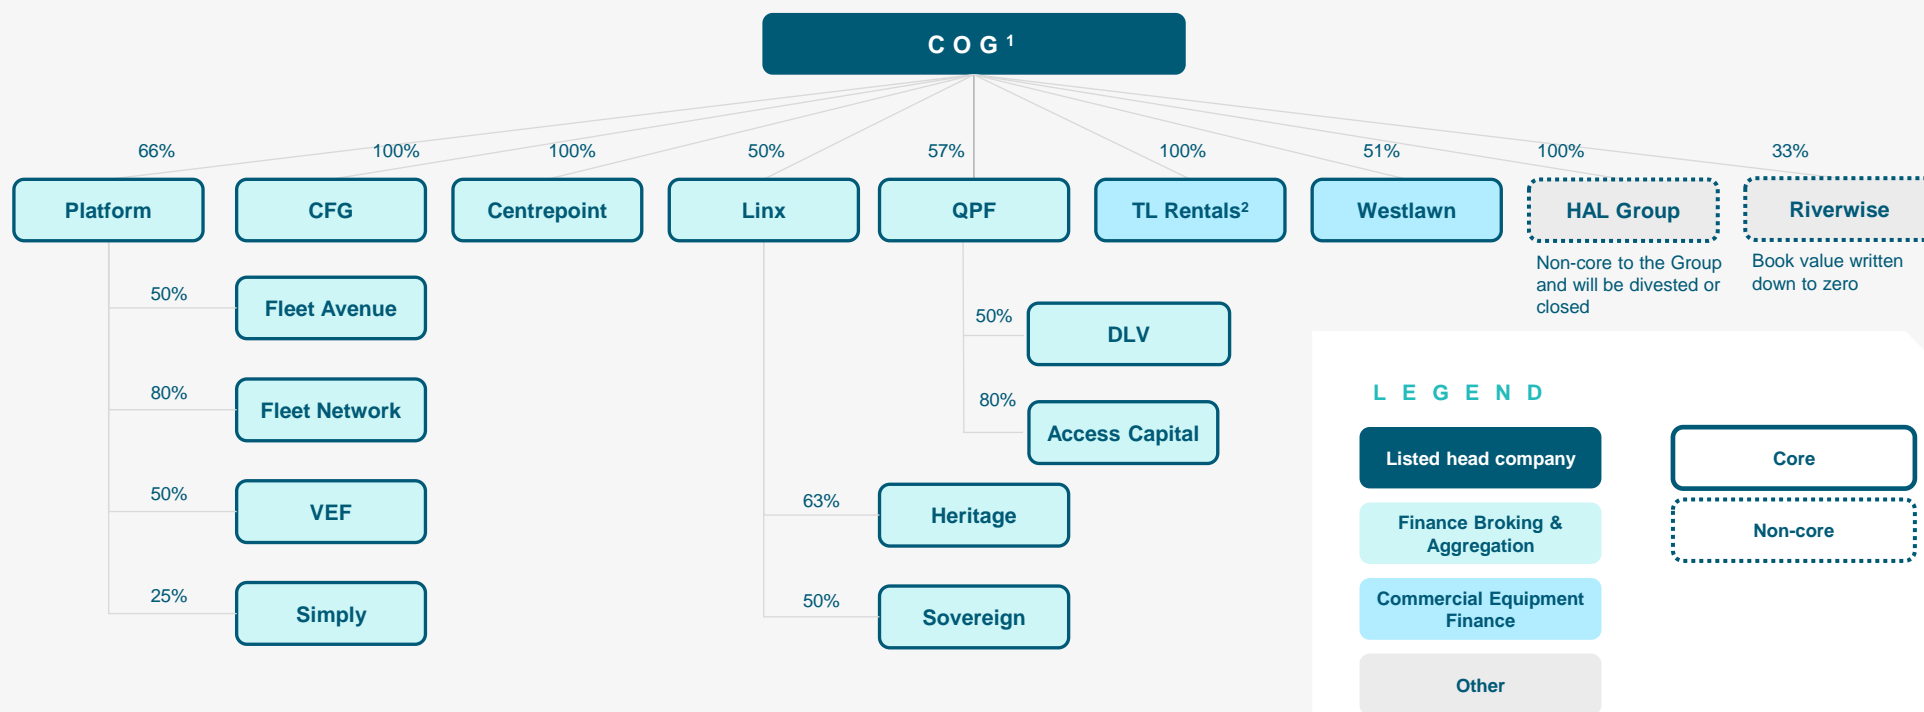 COG¹
66% 100% 100% 50% 57% 100% 51% 100% 33%
Platform CFG Centrepoint Linx QPF TL Rentals² Westlawn HAL Group Riverwise
Non-core to the Group
and will be divested or
closed
Book value written
down to zero
50% Fleet Avenue
80% Fleet Network
50% VEF
25% Simply
63% Heritage
50% Sovereign
50% DLV
80% Access Capital
LEGEND
Listed head company
Core
Finance Broking &
Aggregation
Non-core
Commercial Equipment
Finance
Other